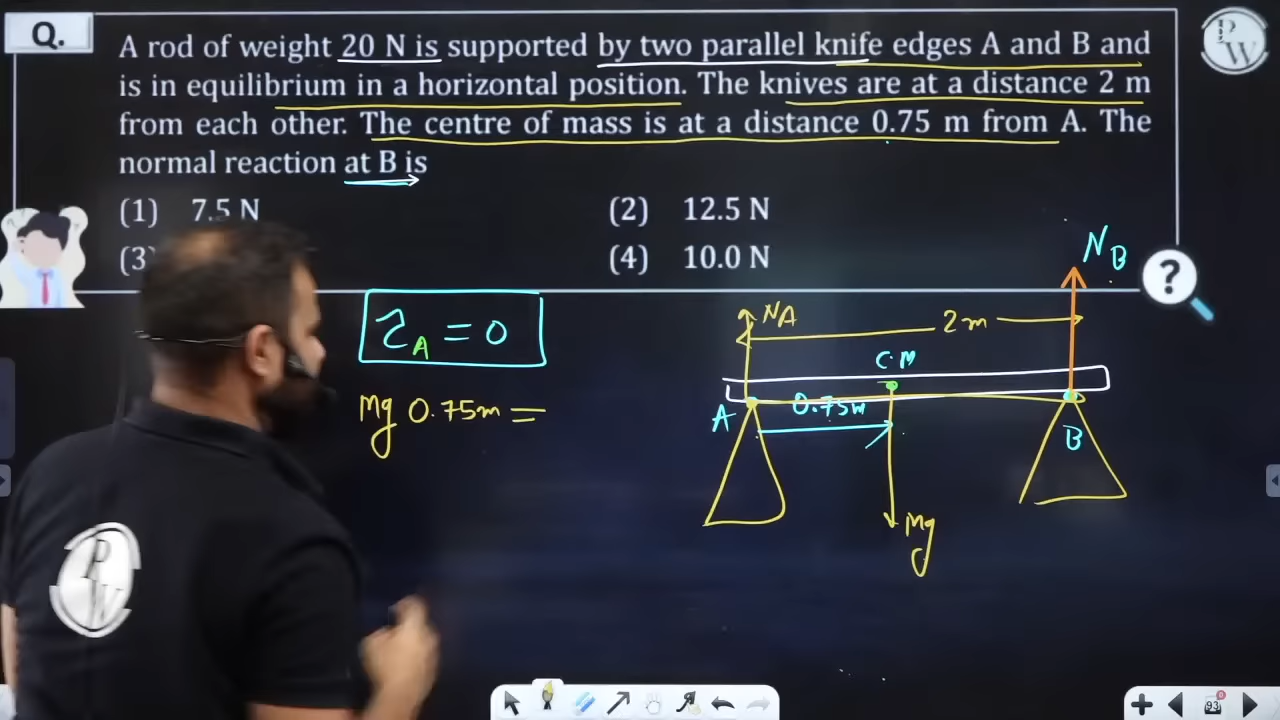 Q.
A rod of weight 20 N is supported by two parallel knife edges A and B and
is in equilibrium in a horizontal position. The knives are at a distance 2 m
from each other. The centre of mass is at a distance 0.75 m from A. The
normal reaction at B is
(1) 7.5 N
(2) 12.5 N
(3)
(4) 10.0 N
P
W
?
τA = 0
Mg 0.75m =
NA
2m
NB
C.M
A
0.75m
B
Mg
P
W
93